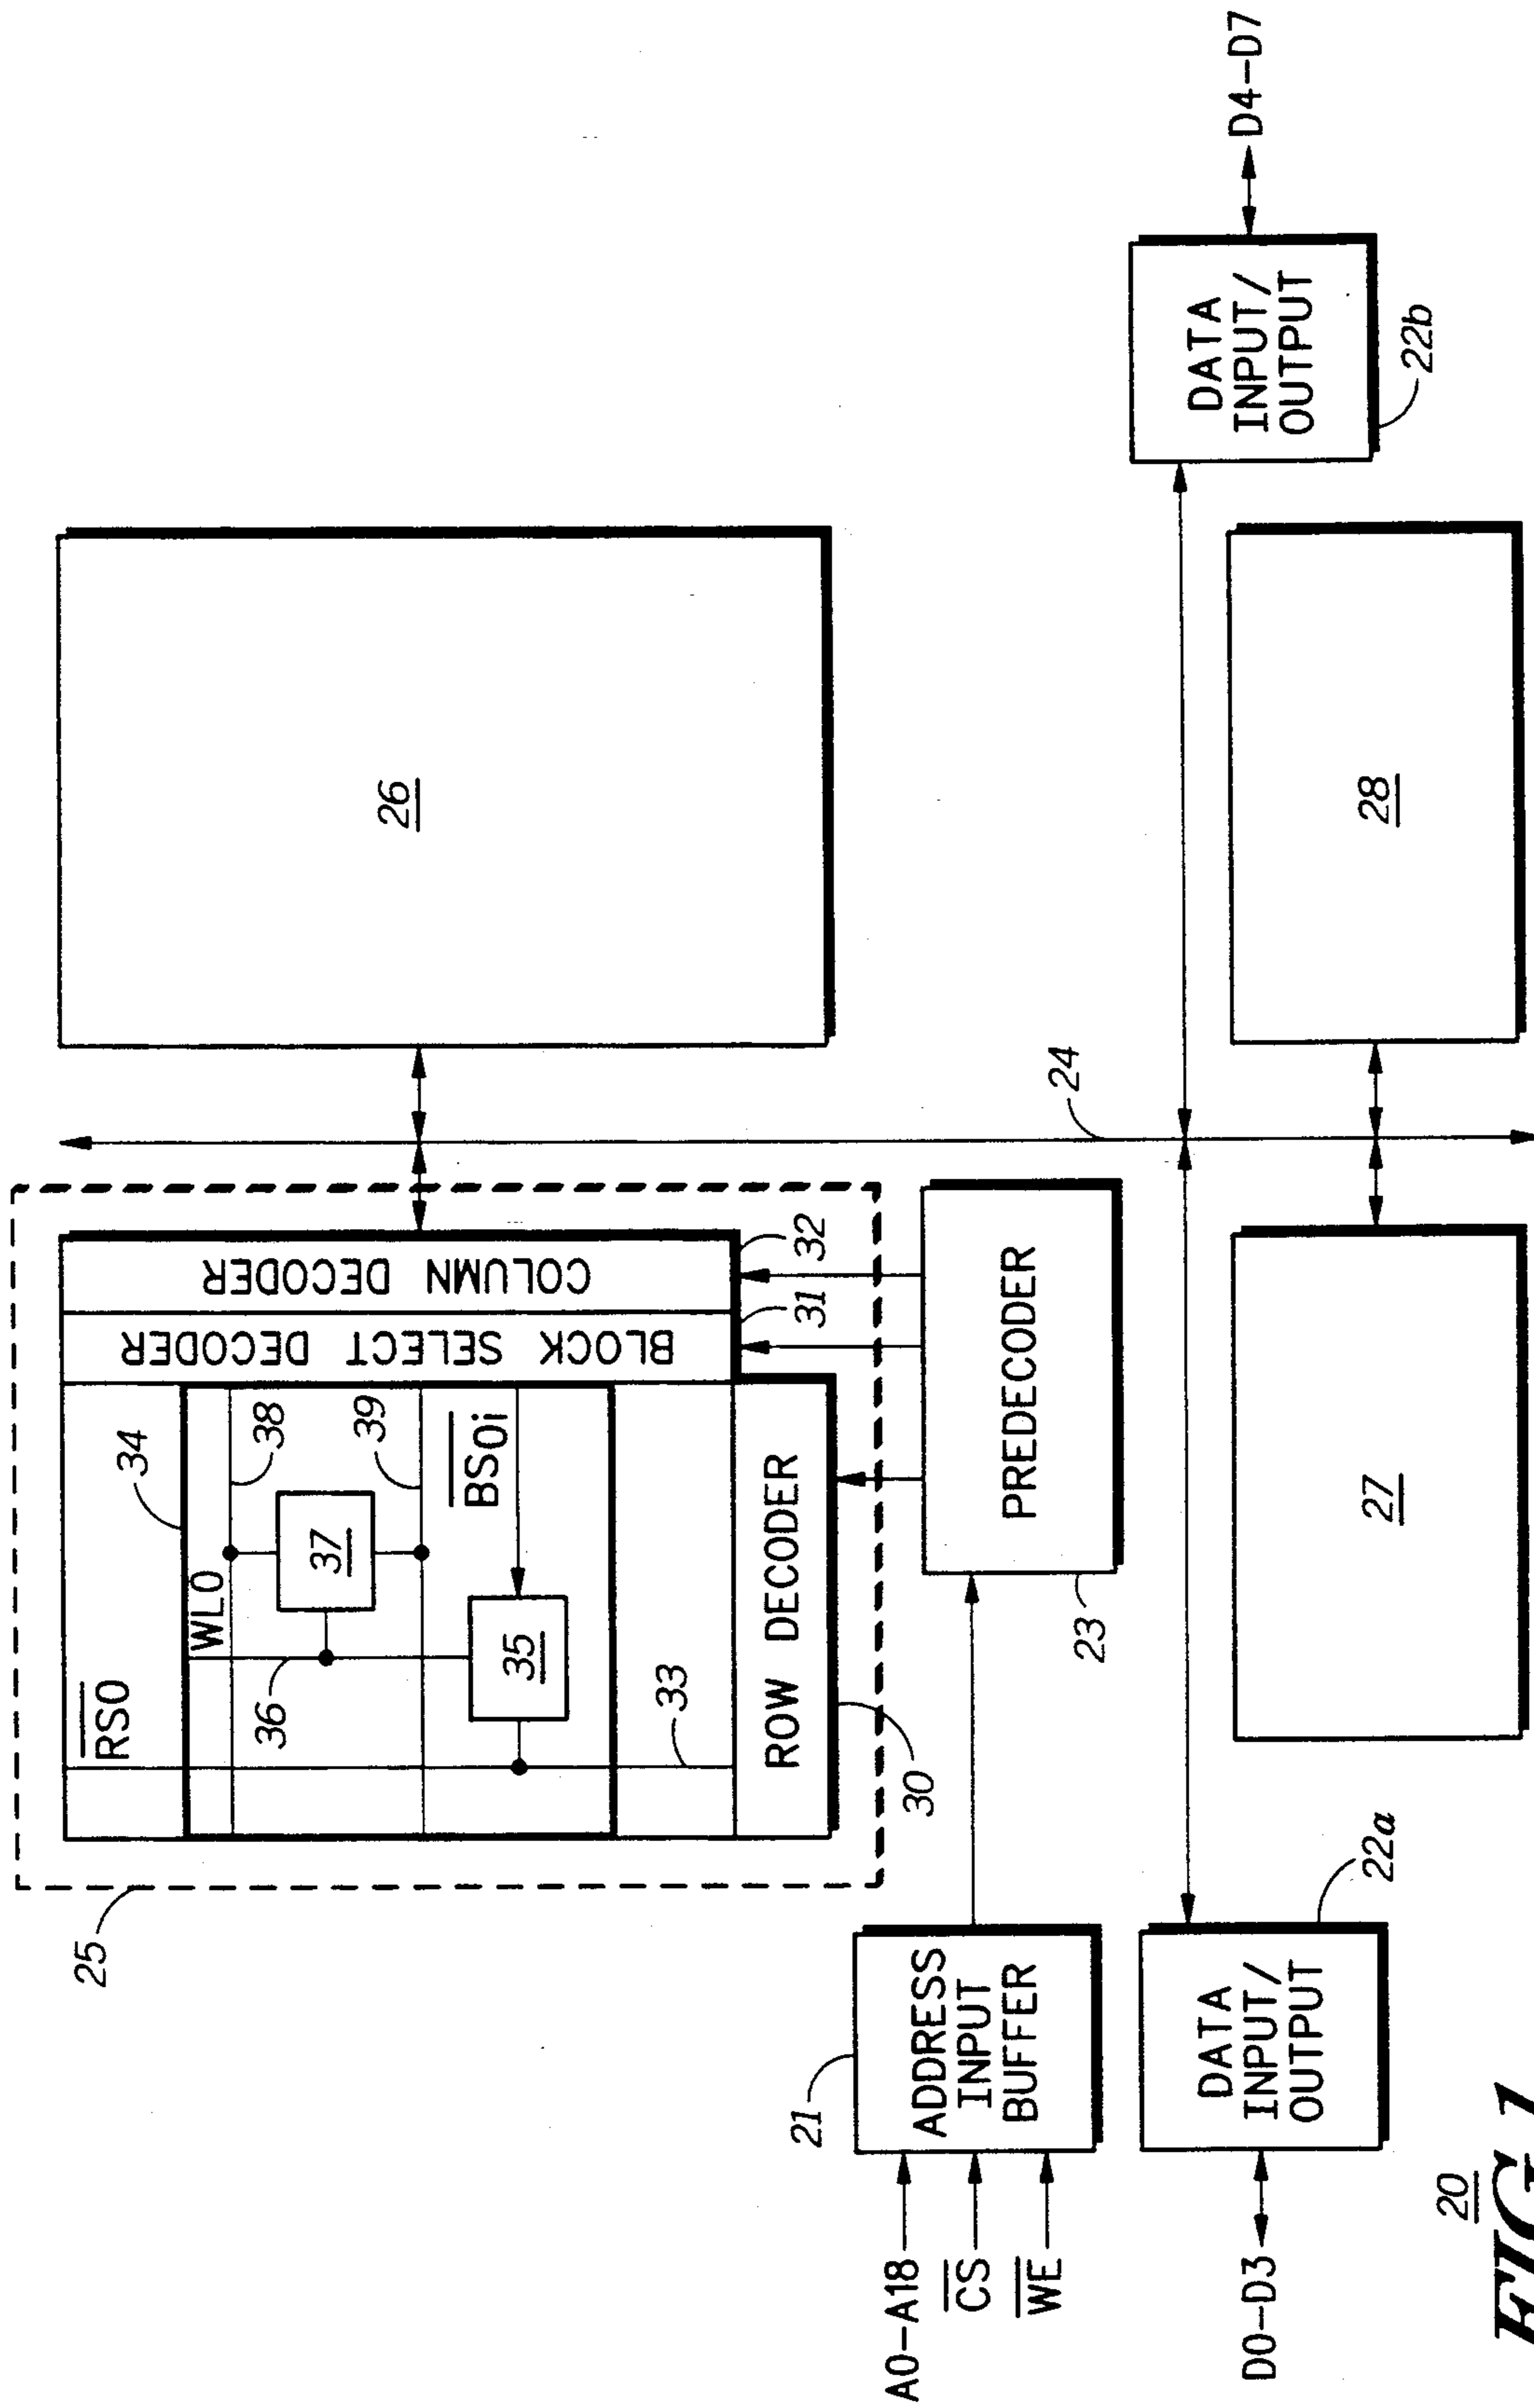 25
RS0
34
WL0
38
36
37
39
35
BS0i
33
ROW DECODER
30
BLOCK SELECT DECODER
31
COLUMN DECODER
32
26
21
ADDRESS
INPUT
BUFFER
A0–A18
CS
WE
PREDECODER
23
24
DATA
INPUT/
OUTPUT
D0–D3
22a
27
28
DATA
INPUT/
OUTPUT
D4–D7
22b
20
FIG.1